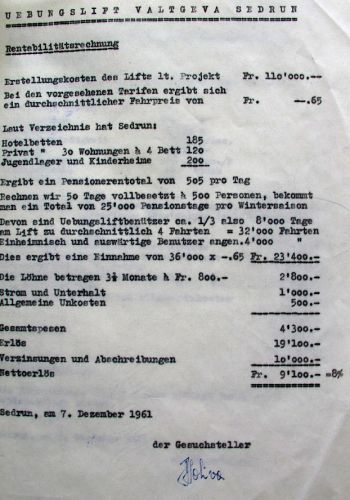 UEBUNGSLIFT VALTGEVA SEDRUN
Rentabilitätsrechnung
Erstellungskosten des Lifts lt. Projekt Fr. 110'000.--
Bei den vorgesehenen Tarifen ergibt sich
ein durchschnittlicher Fahrpreis von Fr. --.65
Laut Verzeichnis hat Sedrun:
Hotelbetten 185
Privat " 30 Wohnungen à 4 Bett 120
Jugendlager und Kinderheime 200
Ergibt ein Pensionerentotal von 505 pro Tag
Rechnen wir 50 Tage vollbesetzt à 500 Personen, bekommt
man ein Total von 25'000 Pensionstage pro Wintersaison
Davon sind Uebungsliftbenützer ca. 1/3 also 8'000 Tage
am Lift zu durchschnittlich 4 Fahrten = 32'000 Fahrten
Einheimisch und auswärtige Benutzer angen. 4'000 "
Dies ergibt eine Einnahme von 36'000 x -.65 Fr. 23'400.--
Die Löhne betragen 3½ Monate à Fr. 800.-- 2'800.--
Strom und Unterhalt 1'000.--
Allgemeine Unkosten 500.--
Gesamtspesen 4'300.--
Erlös 19'100.--
Verzinsungen und Abschreibungen 10'000.--
Nettoerlös Fr. 9'100.-- =8%
Sedrun, am 7. Dezember 1961
der Gesuchsteller